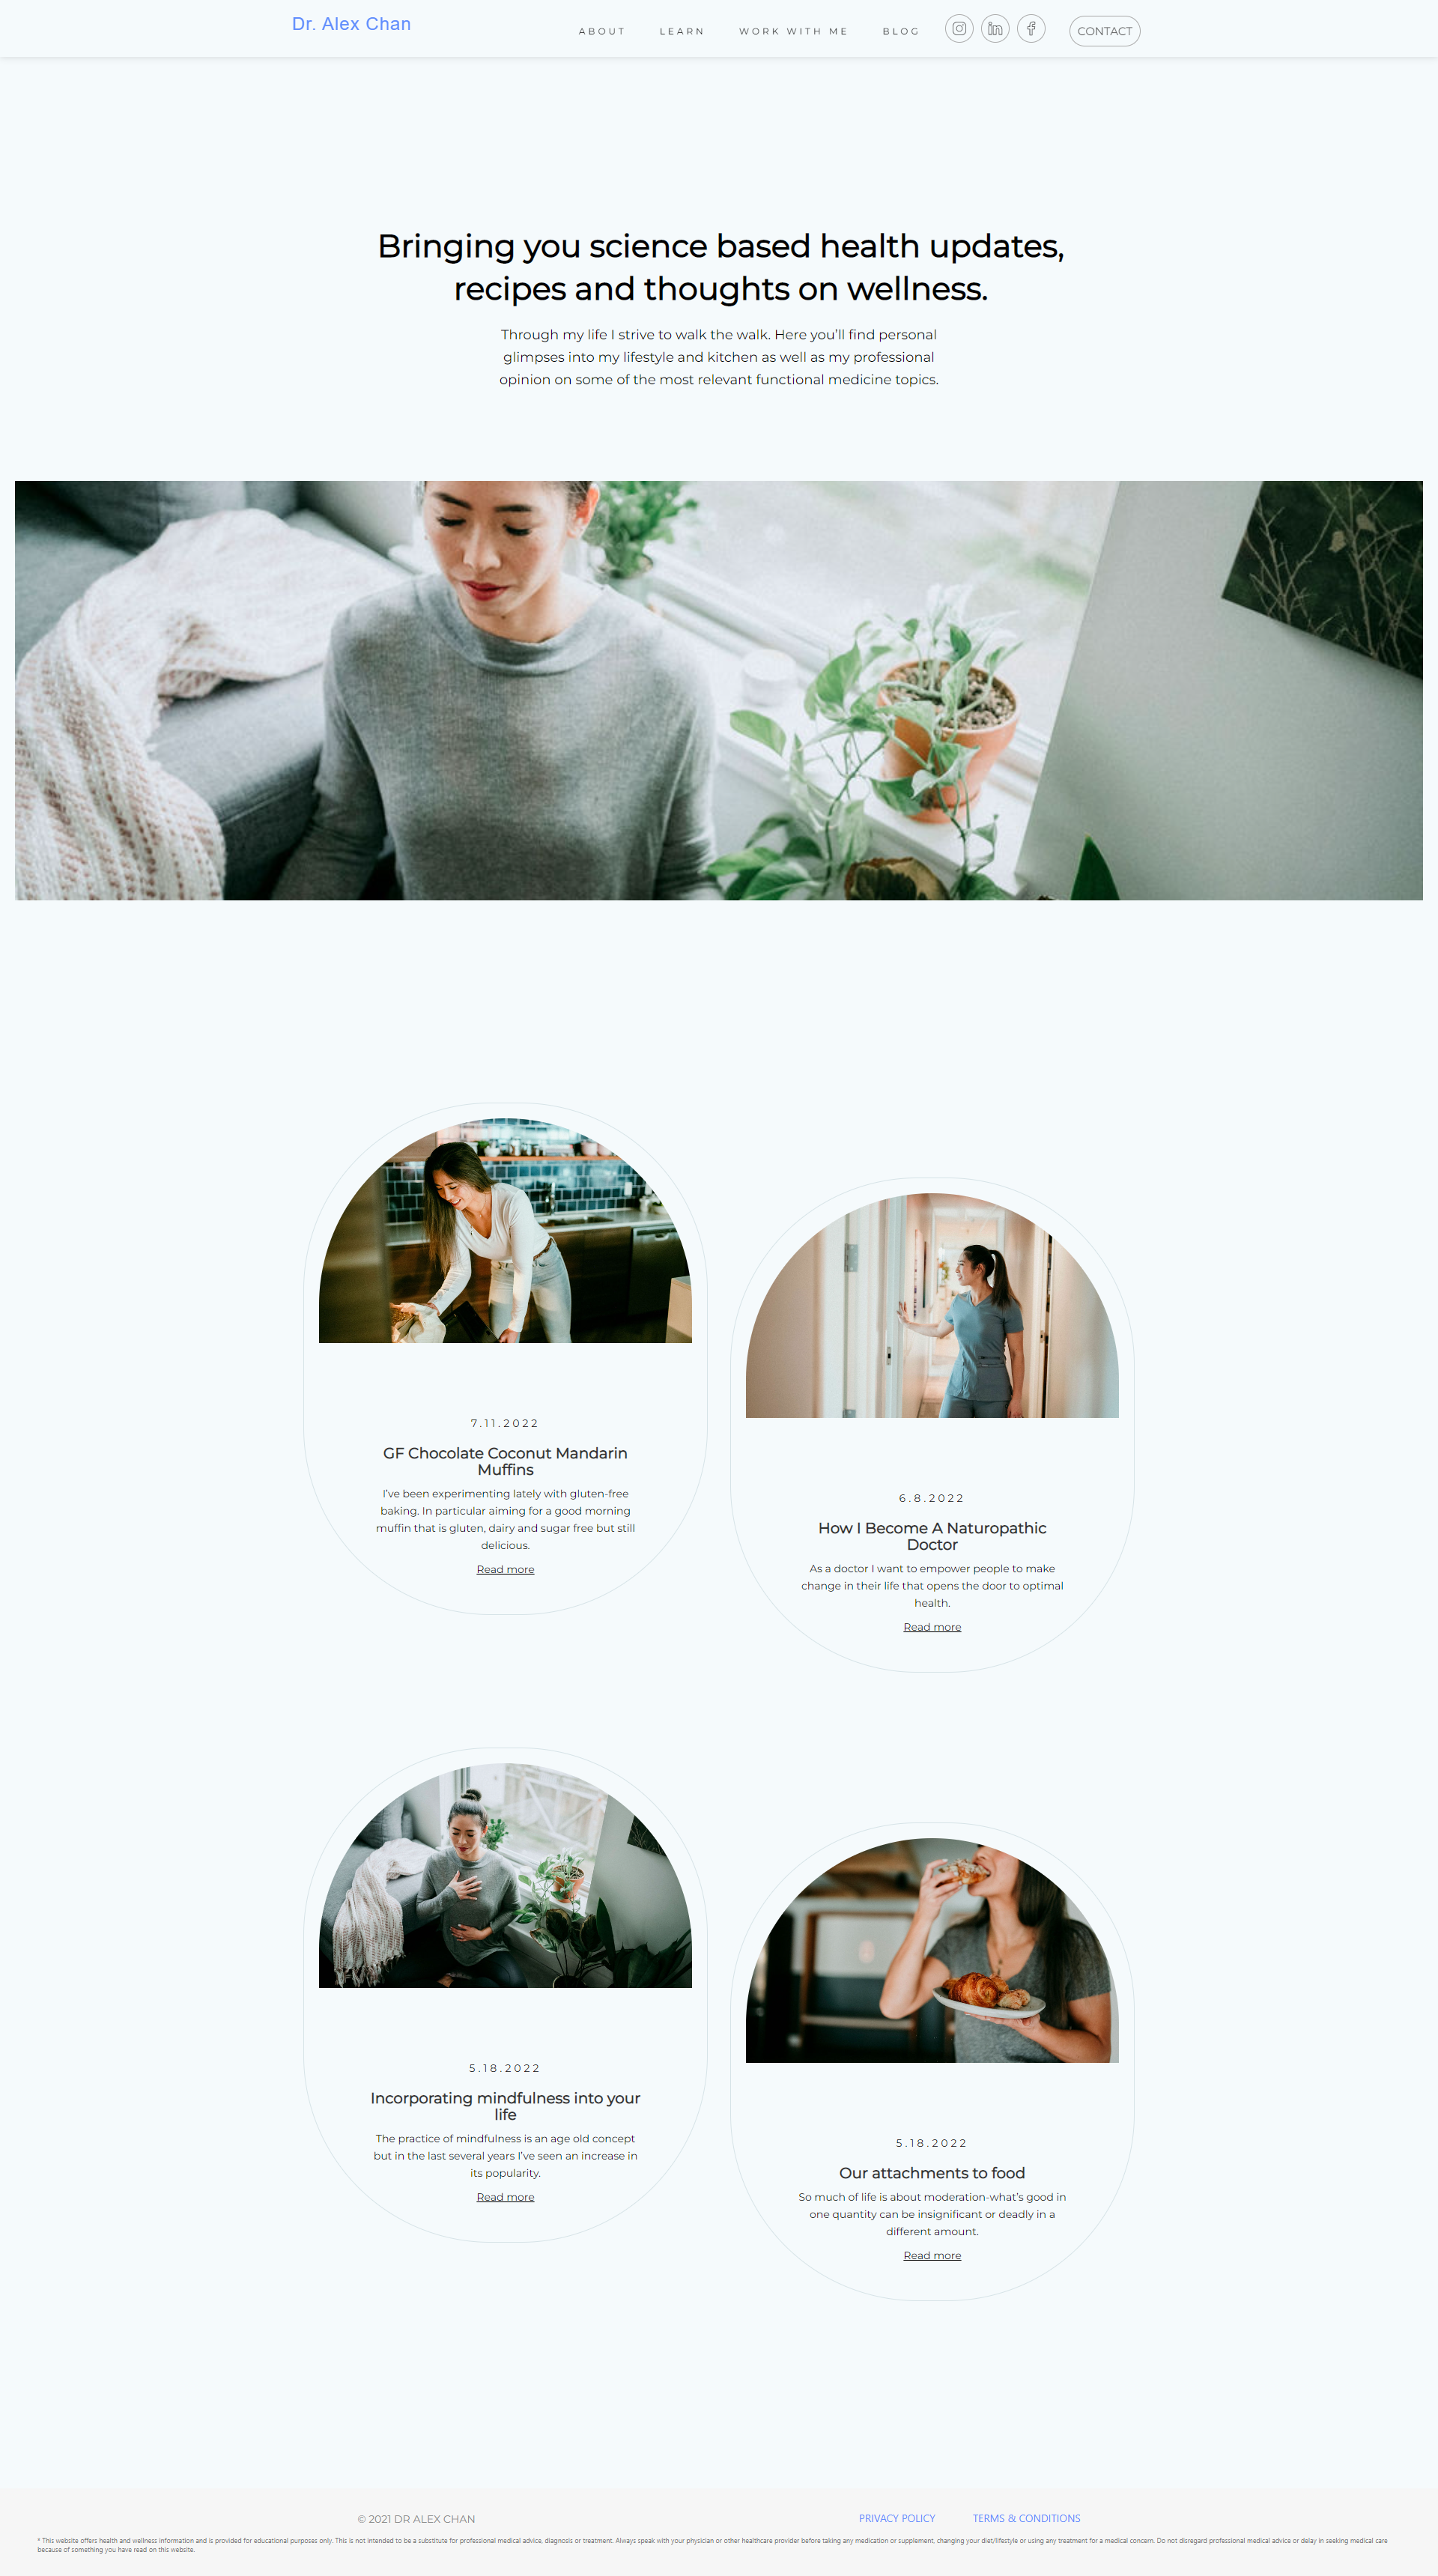 Dr. Alex Chan
ABOUT
LEARN
WORK WITH ME
BLOG
CONTACT
Bringing you science based health updates,
recipes and thoughts on wellness.
Through my life I strive to walk the walk. Here you'll find personal
glimpses into my lifestyle and kitchen as well as my professional
opinion on some of the most relevant functional medicine topics.
7.11.2022
GF Chocolate Coconut Mandarin
Muffins
I've been experimenting lately with gluten-free
baking. In particular aiming for a good morning
muffin that is gluten, dairy and sugar free but still
delicious.
Read more
6.8.2022
How I Become A Naturopathic
Doctor
As a doctor I want to empower people to make
change in their life that opens the door to optimal
health.
Read more
5.18.2022
Incorporating mindfulness into your
life
The practice of mindfulness is an age old concept
but in the last several years I've seen an increase in
its popularity.
Read more
5.18.2022
Our attachments to food
So much of life is about moderation-what's good in
one quantity can be insignificant or deadly in a
different amount.
Read more
© 2021 DR ALEX CHAN
PRIVACY POLICY
TERMS & CONDITIONS
* This website offers health and wellness information and is provided for educational purposes only. This is not intended to be a substitute for professional medical advice, diagnosis or treatment. Always speak with your physician or other healthcare provider before taking any medication or supplement, changing your diet/lifestyle or using any treatment for a medical concern. Do not disregard professional medical advice or delay in seeking medical care
because of something you have read on this website.